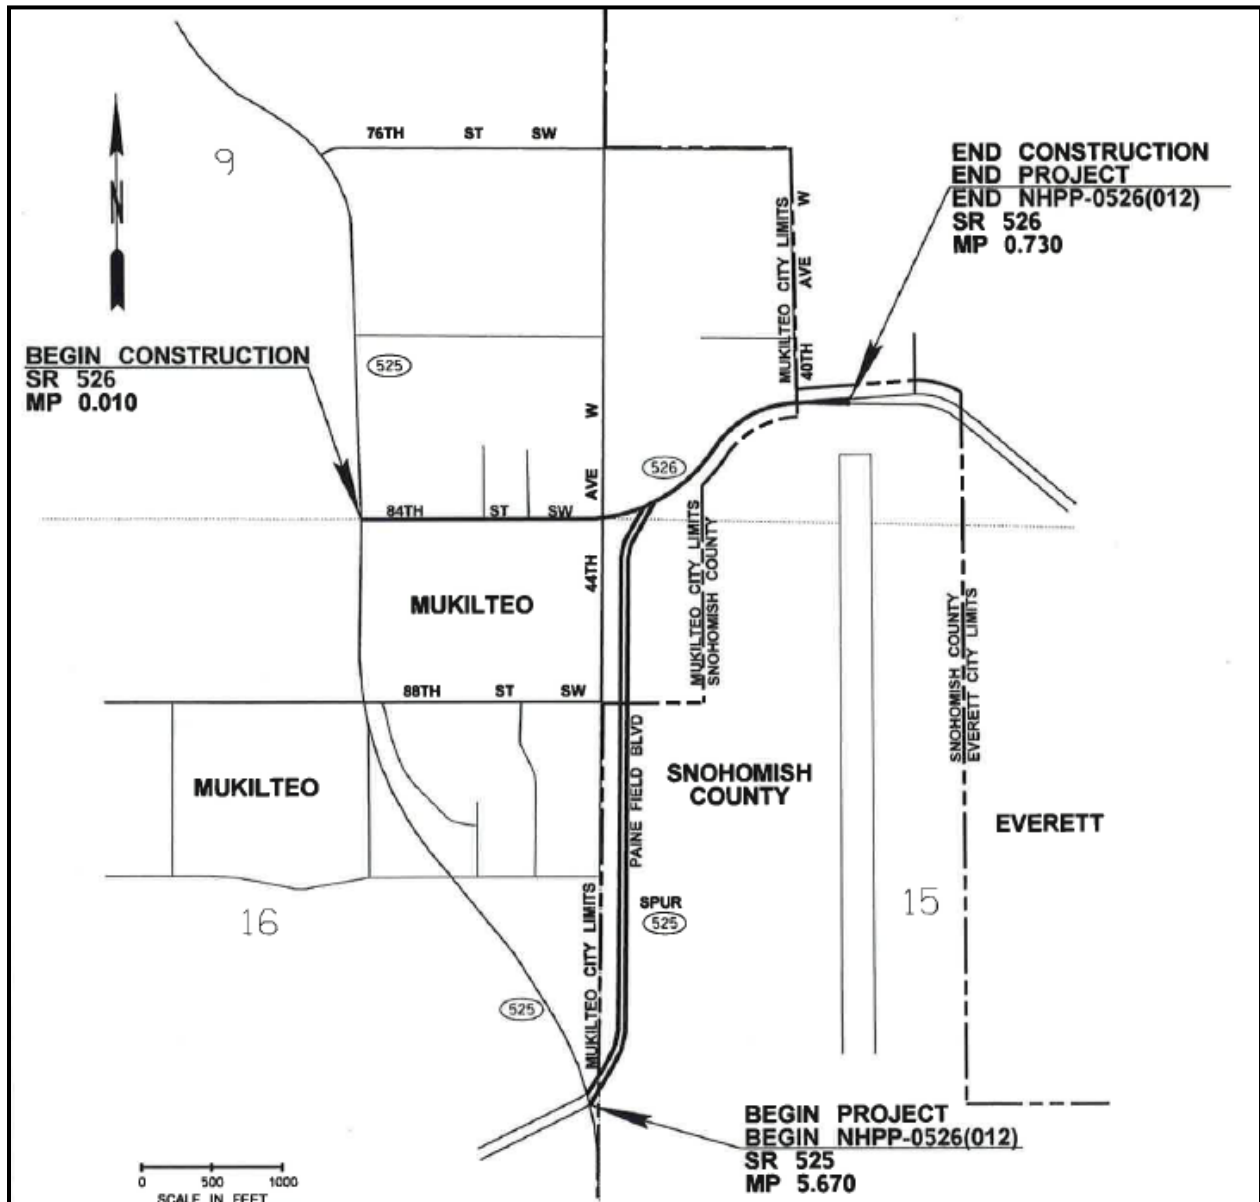 76TH ST SW
9
N
END CONSTRUCTION
END PROJECT
END NHPP-0526(012)
SR 526
MP 0.730
MUKILTEO CITY LIMITS
40TH AVE W
BEGIN CONSTRUCTION
SR 526
MP 0.010
525
44TH AVE W
526
84TH ST SW
MUKILTEO
MUKILTEO CITY LIMITS
SNOHOMISH COUNTY
88TH ST SW
MUKILTEO
PAINE FIELD BLVD
SNOHOMISH
COUNTY
SNOHOMISH COUNTY
EVERETT CITY LIMITS
EVERETT
16
MUKILTEO CITY LIMITS
SPUR
525
15
525
BEGIN PROJECT
BEGIN NHPP-0526(012)
SR 525
MP 5.670
0 500 1000
SCALE IN FEET